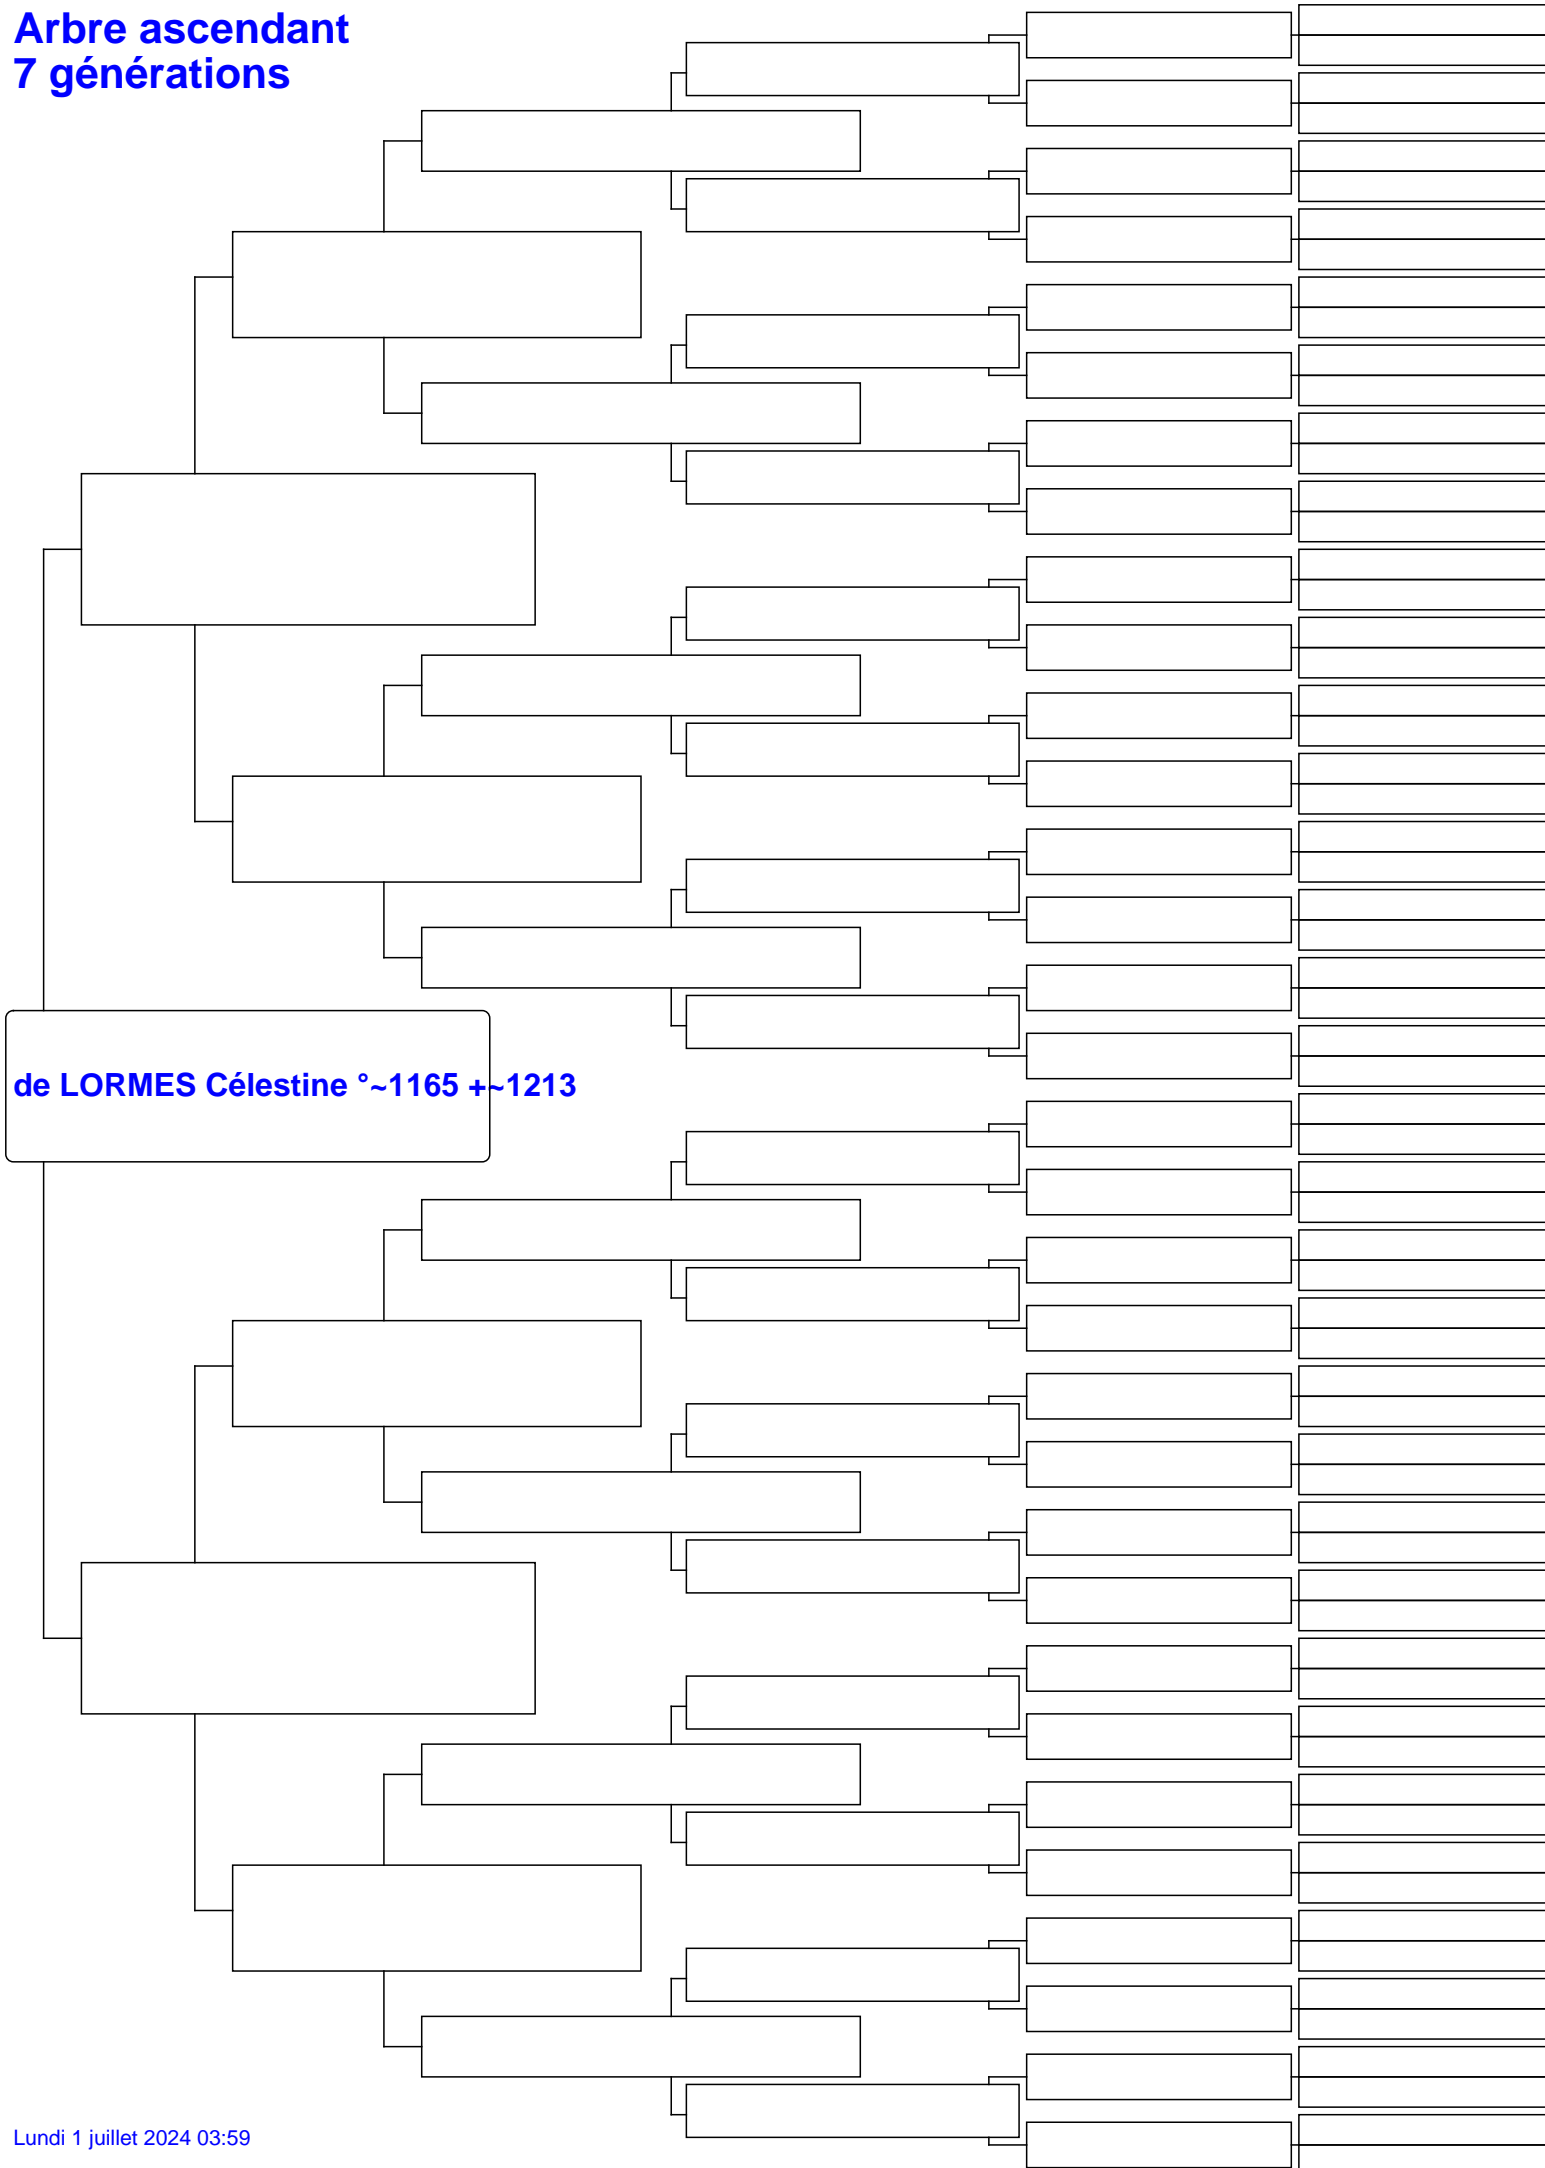 Arbre ascendant
7 générations
de LORMES Célestine °~1165 +~1213
Lundi 1 juillet 2024 03:59